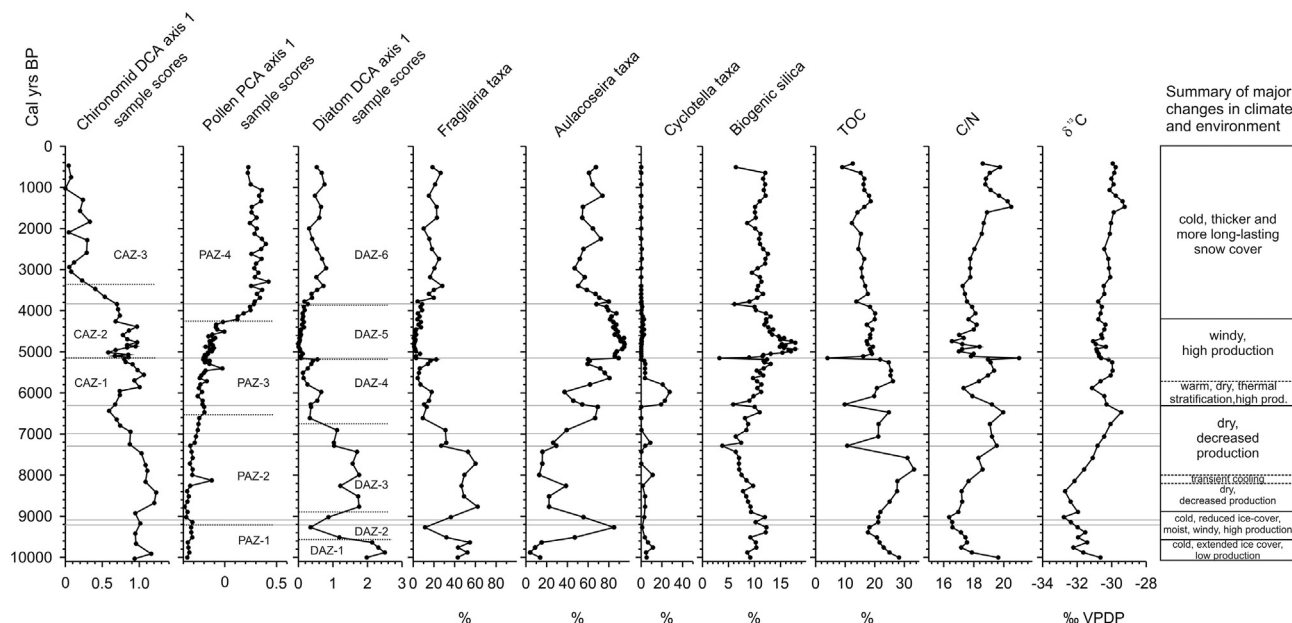 Cal yrs BP
Chironomid DCA axis 1
sample scores
Pollen PCA axis 1
sample scores
Diatom DCA axis 1
sample scores
Fragilaria taxa
Aulacoseira taxa
Cyclotella taxa
Biogenic silica
TOC
C/N
δ¹³C
Summary of major
changes in climate
and environment
0
1000
2000
3000
4000
5000
6000
7000
8000
9000
10000
CAZ-3
CAZ-2
CAZ-1
PAZ-4
PAZ-3
PAZ-2
PAZ-1
DAZ-6
DAZ-5
DAZ-4
DAZ-3
DAZ-2
DAZ-1
cold, thicker and
more long-lasting
snow cover
windy,
high production
warm, dry, thermal
stratification,high prod.
dry,
decreased
production
transient cooling
dry,
decreased production
cold, reduced ice-cover,
moist, windy, high production
cold, extended ice cover,
low production
0 1.0 0 0.5 0 1 2 3 0 20 40 60 80 100 0 20 40 60 80 100 0 20 40 0 5 10 15 0 10 20 30 16 18 20 -34 -32 -30 -28
% % % % % ‰ VPDP